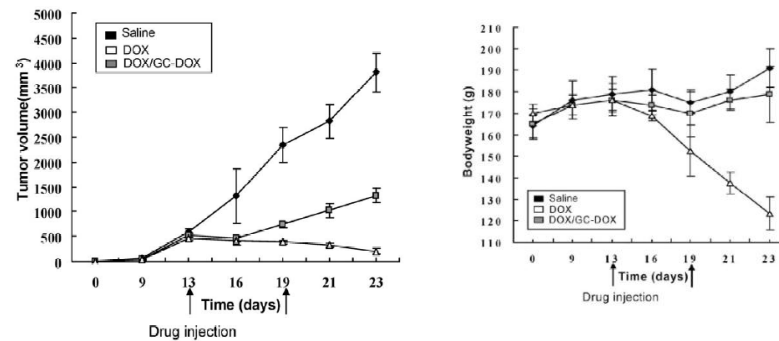 Tumor volume(mm ³)
5000
4500
4000
3500
3000
2500
2000
1500
1000
500
0
Saline
DOX
DOX/GC-DOX
0 9 13 16 19 21 23
Time (days)
Drug injection
Bodyweight (g)
210
200
190
180
170
160
150
140
130
120
110
Saline
DOX
DOX/GC-DOX
0 9 13 16 19 21 23
Time (days)
Drug injection